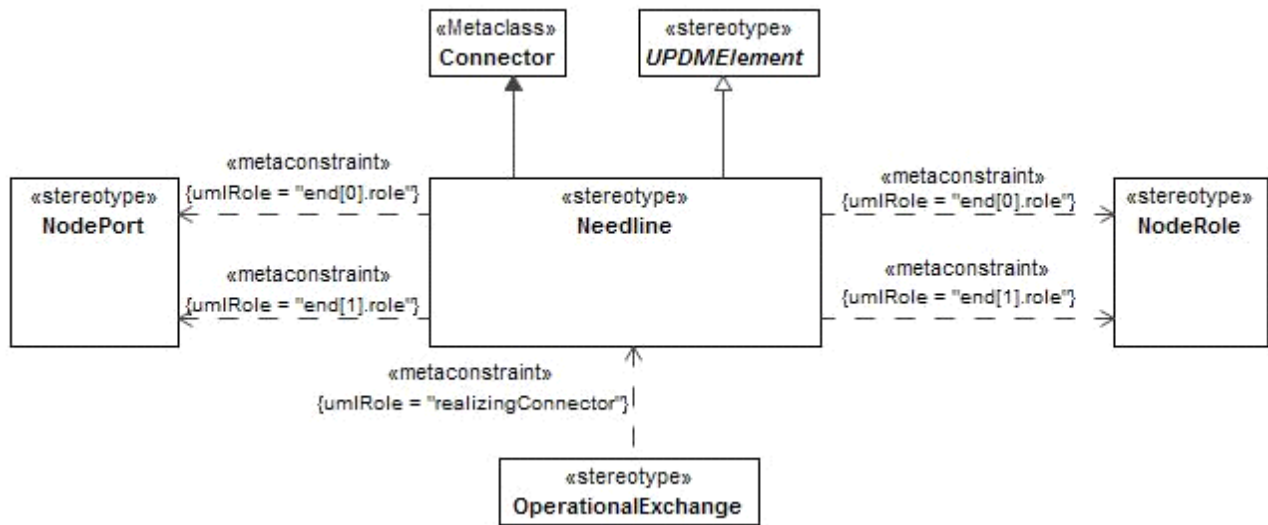 «Metaclass»
Connector
«stereotype»
UPDMElement
«metaconstraint»
{umlRole = "end[0].role"}
«metaconstraint»
{umlRole = "end[0].role"}
«stereotype»
NodePort
«stereotype»
Needline
«stereotype»
NodeRole
«metaconstraint»
{umlRole = "end[1].role"}
«metaconstraint»
{umlRole = "end[1].role"}
«metaconstraint»
{umlRole = "realizingConnector"}
«stereotype»
OperationalExchange